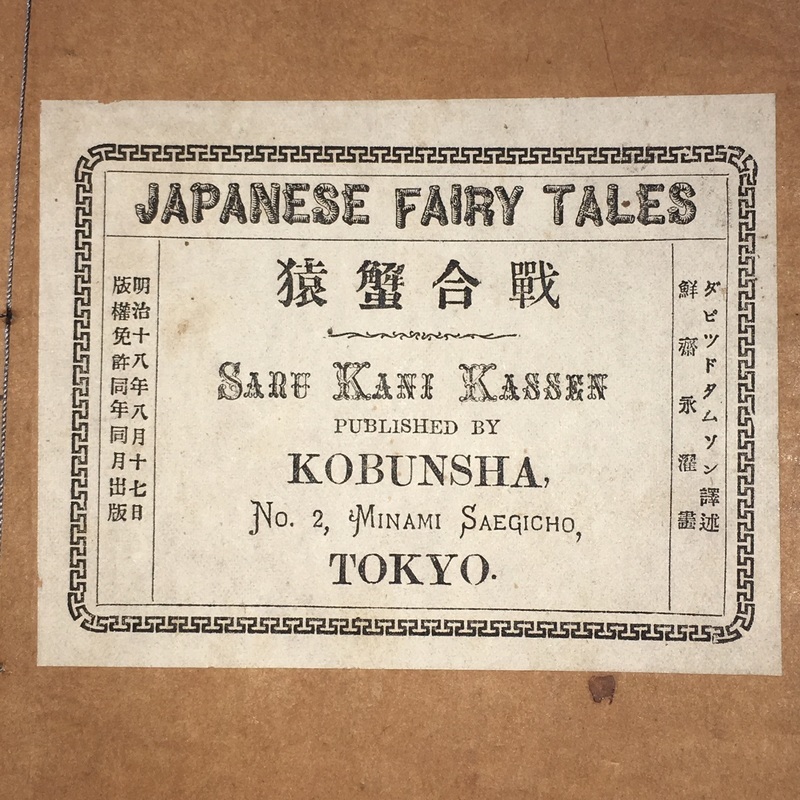 JAPANESE FAIRY TALES
猿蟹合戰
SARU KANI KASSEN
PUBLISHED BY
KOBUNSHA,
No. 2, MINAMI SAEGICHO,
TOKYO.
ダビツドタムソン譯述
鮮齋永濯畫
明治十八年八月十七日
版權免許同年同月出版